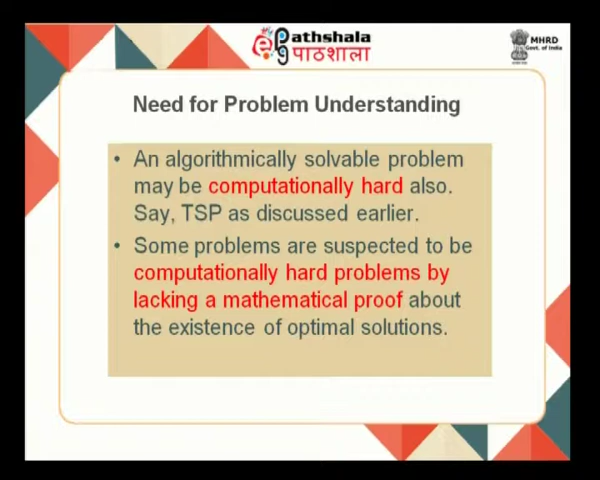 epgPathshala
पाठशाला
MHRD
Govt. of India
Need for Problem Understanding
• An algorithmically solvable problem
may be computationally hard also.
Say, TSP as discussed earlier.
• Some problems are suspected to be
computationally hard problems by
lacking a mathematical proof about
the existence of optimal solutions.